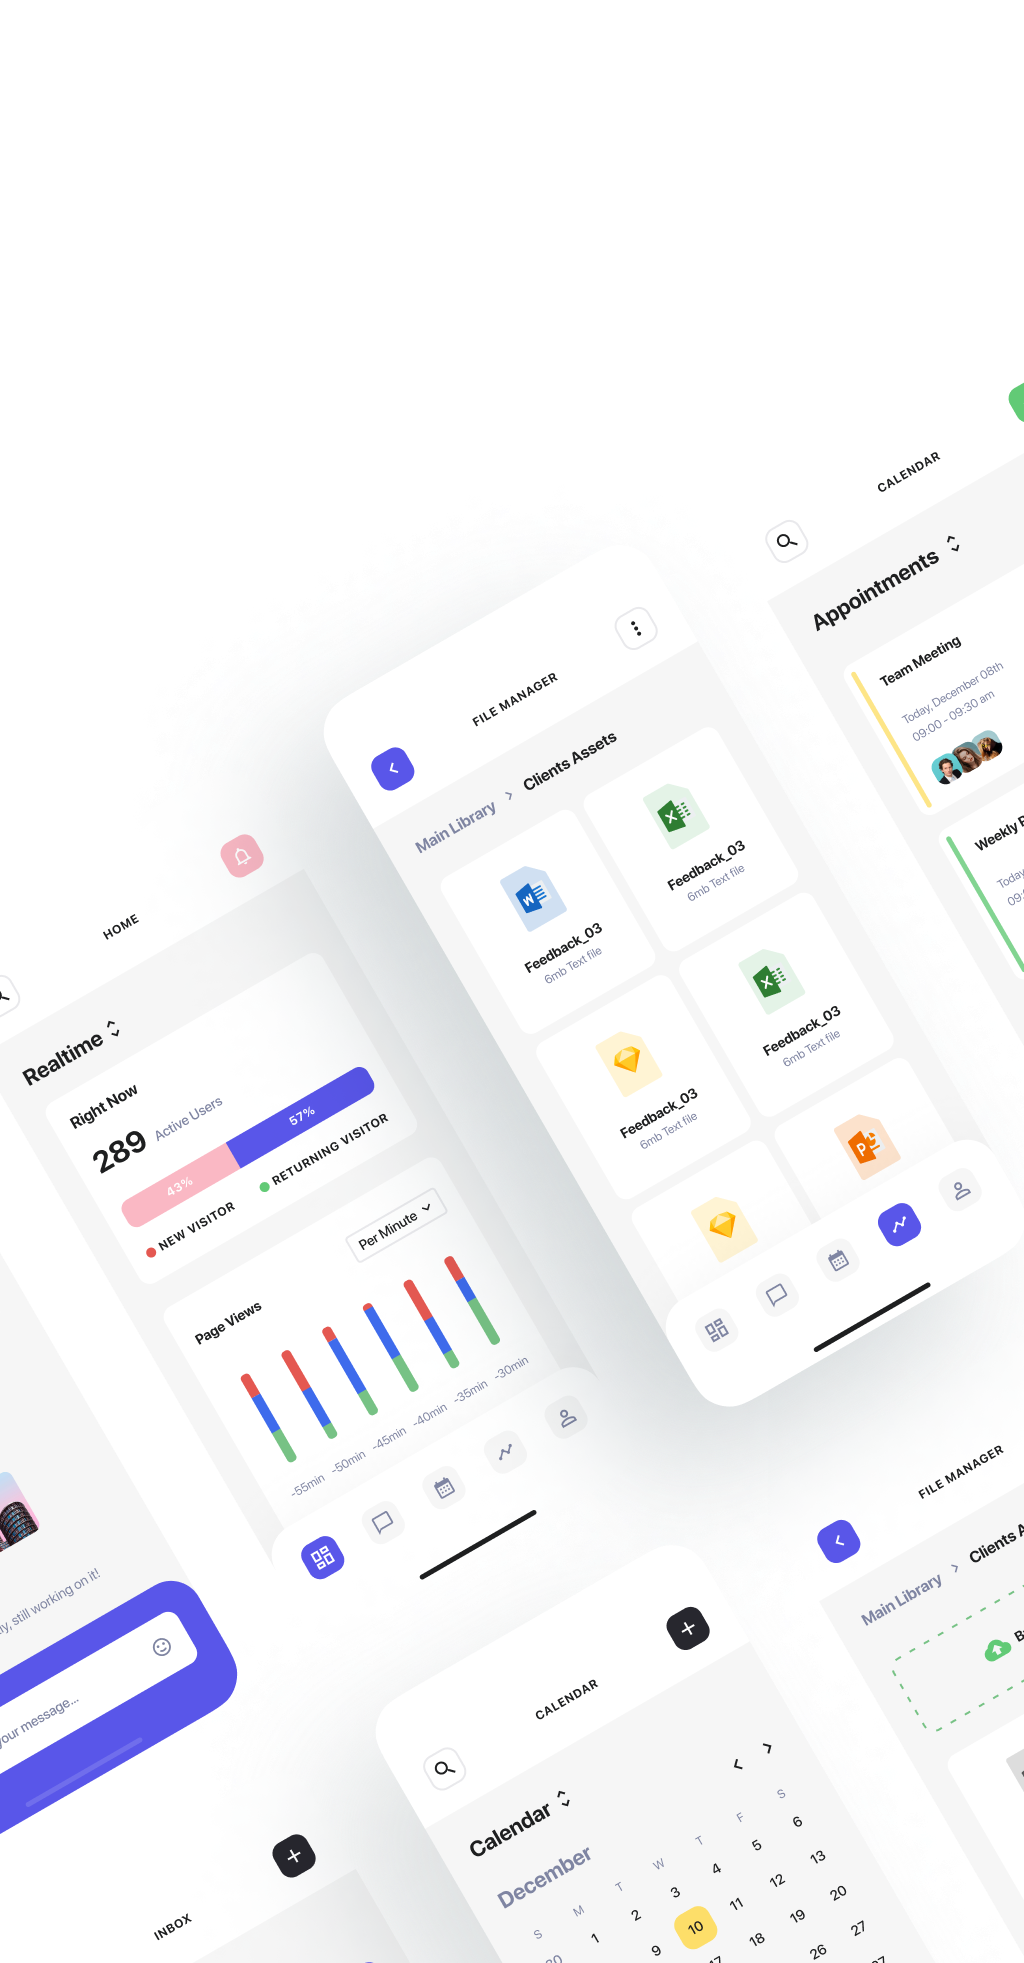 CALENDAR
Appointments
Team Meeting
Today, December 08th
09:00 - 09:30 am
Weekly
Today,
FILE MANAGER
Main Library > Clients Assets
Feedback_03
6mb Text file
Feedback_03
6mb Text file
Feedback_03
6mb Text file
Feedback_03
6mb Text file
HOME
Realtime
Right Now
289 Active Users
43% 57%
NEW VISITOR RETURNING VISITOR
Page Views
Per Minute
-55min -50min -45min -40min -35min -30min
still working on it!
your message...
INBOX
CALENDAR
Calendar
December
S M T W T F S
30 1 2 3 4 5 6
9 10 11 12 13
17 18 19 20
26 27
FILE MANAGER
Main Library > Clients